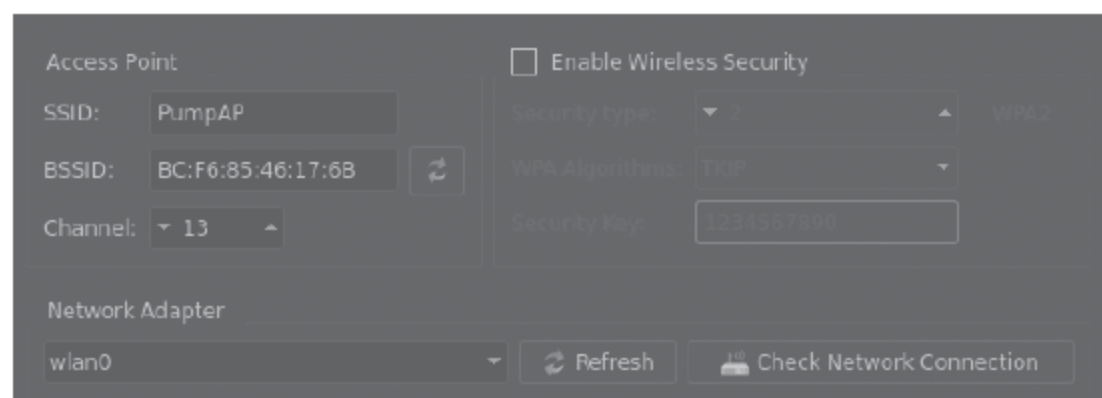 Access Point
SSID: PumpAP
BSSID: BC:F6:85:46:17:6B
Channel: 13
Enable Wireless Security
Security type: 2 WPA2
WPA Algorithms: TKIP
Security Key: 1234567890
Network Adapter
wlan0 Refresh Check Network Connection